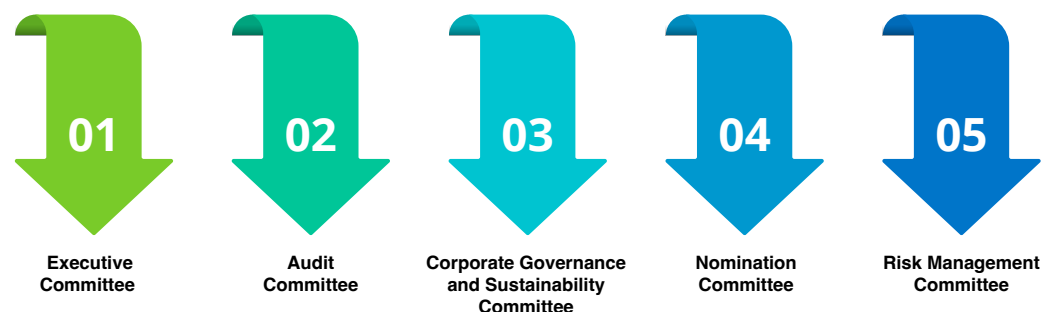 01
02
03
04
05
Executive
Committee
Audit
Committee
Corporate Governance
and Sustainability
Committee
Nomination
Committee
Risk Management
Committee